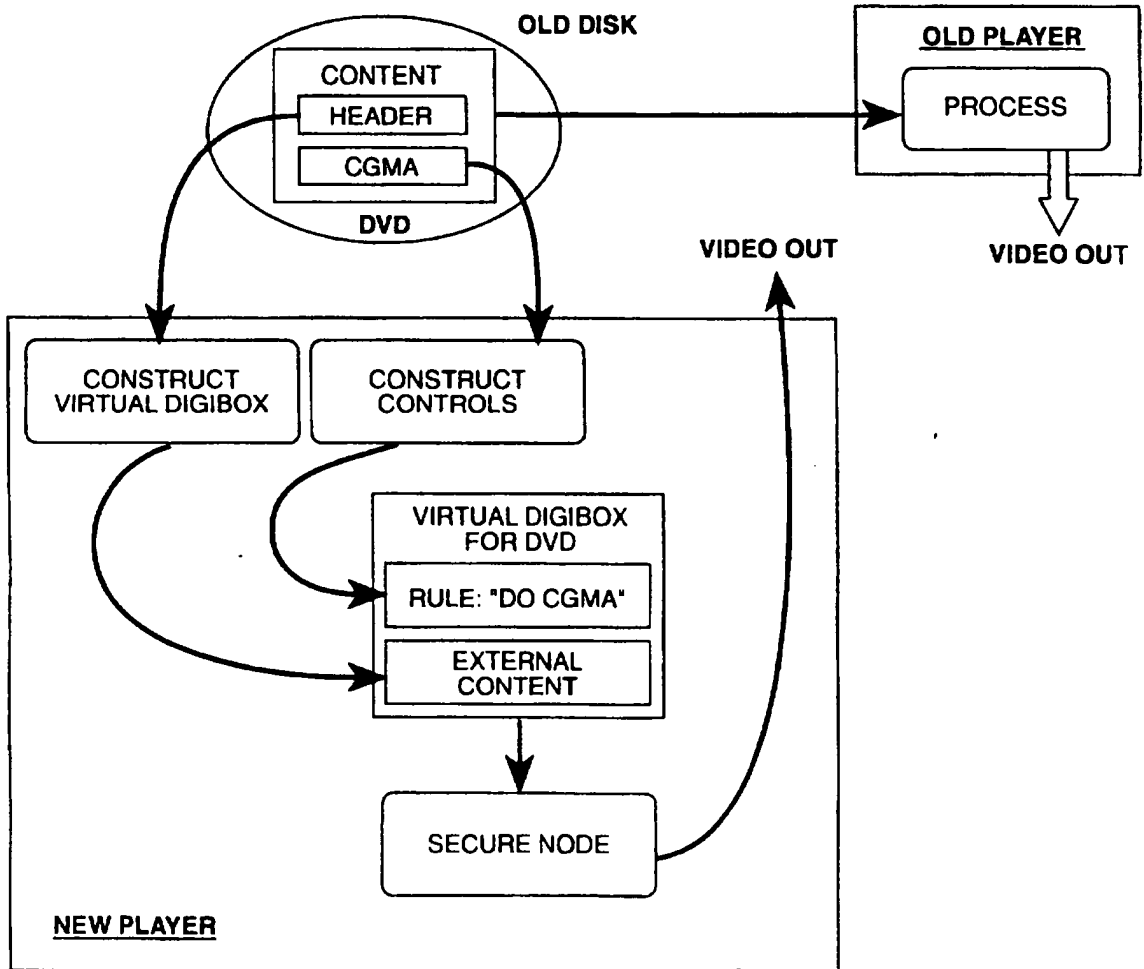 OLD DISK
CONTENT
HEADER
CGMA
DVD
OLD PLAYER
PROCESS
VIDEO OUT
VIDEO OUT
CONSTRUCT
VIRTUAL DIGIBOX
CONSTRUCT
CONTROLS
VIRTUAL DIGIBOX
FOR DVD
RULE: "DO CGMA"
EXTERNAL
CONTENT
SECURE NODE
NEW PLAYER